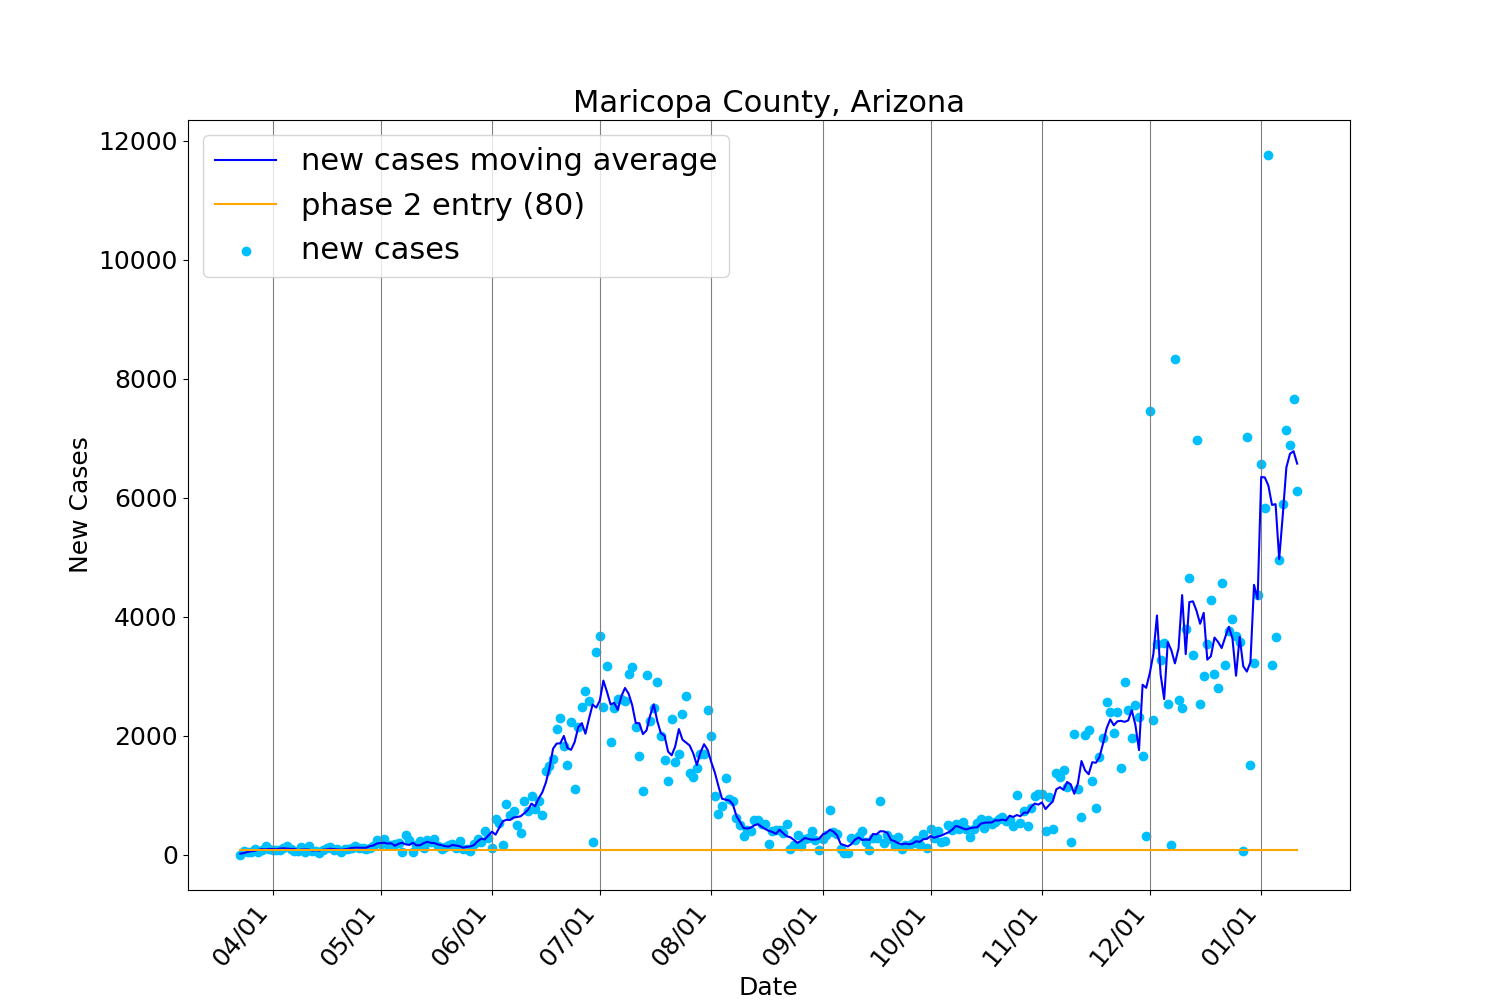 Maricopa County, Arizona
new cases moving average
phase 2 entry (80)
new cases
12000
10000
8000
6000
4000
2000
0
New Cases
04/01
05/01
06/01
07/01
08/01
09/01
10/01
11/01
12/01
01/01
Date